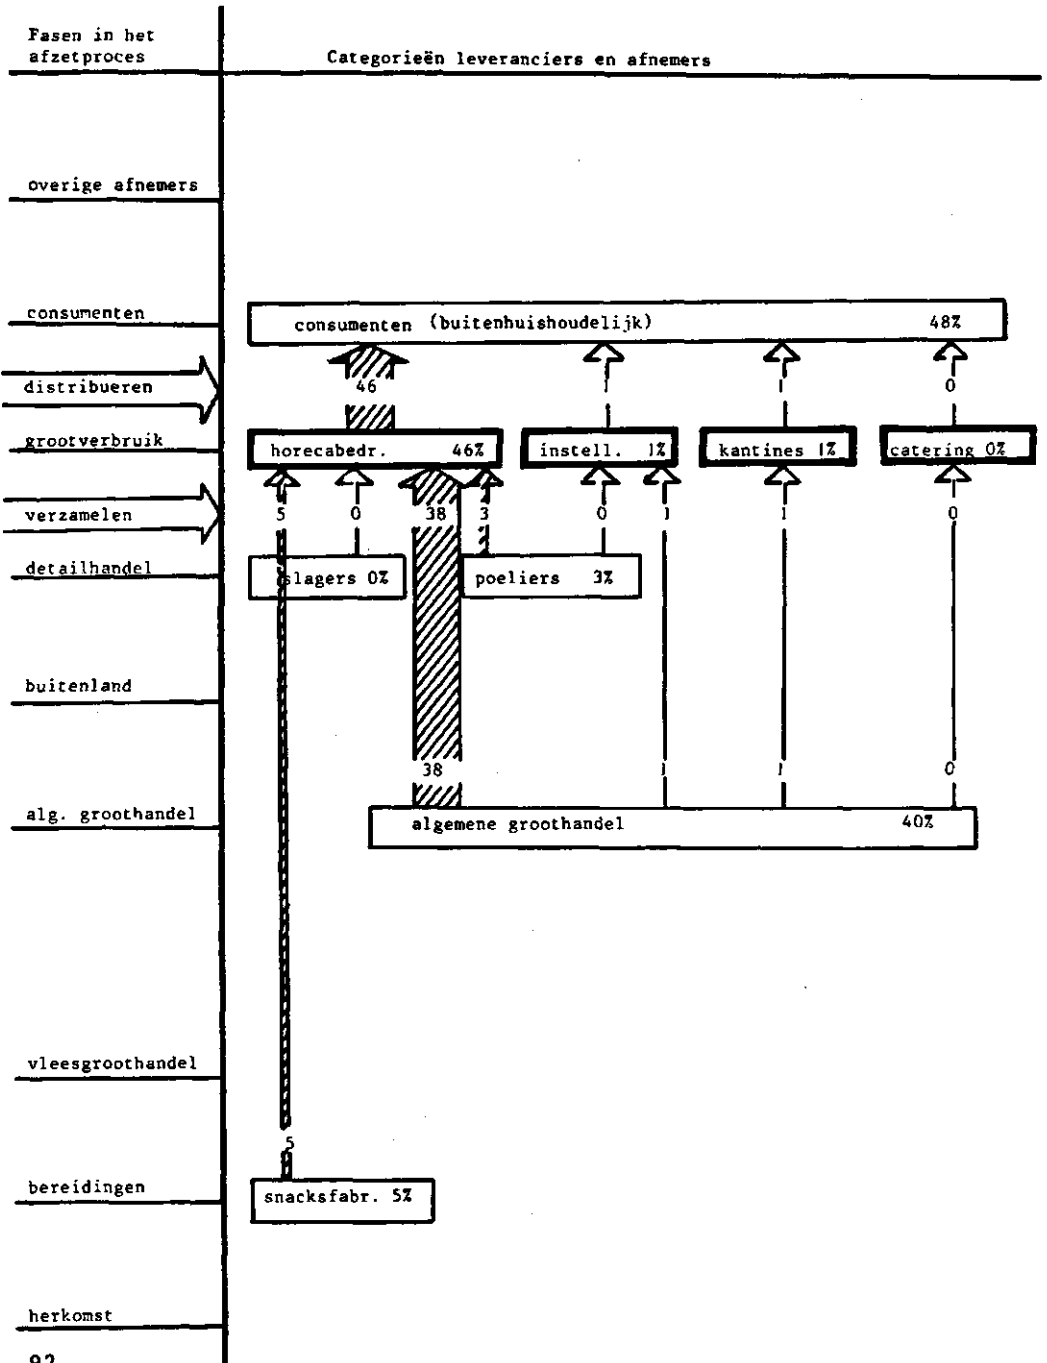 Fasen in het
afzetproces
Categorieën leveranciers en afnemers
overige afnemers
consumenten
consumenten (buitenhuishoudelijk) 48%
distribueren
46 1 1 0
grootverbruik
horecabedr. 46%
instell. 1%
kantines 1%
catering 0%
verzamelen
5 0 38 3 0 1 1 0
detailhandel
slagers 0%
poeliers 3%
buitenland
38 1 1 0
alg. groothandel
algemene groothandel 40%
vleesgroothandel
5
bereidingen
snacksfabr. 5%
herkomst